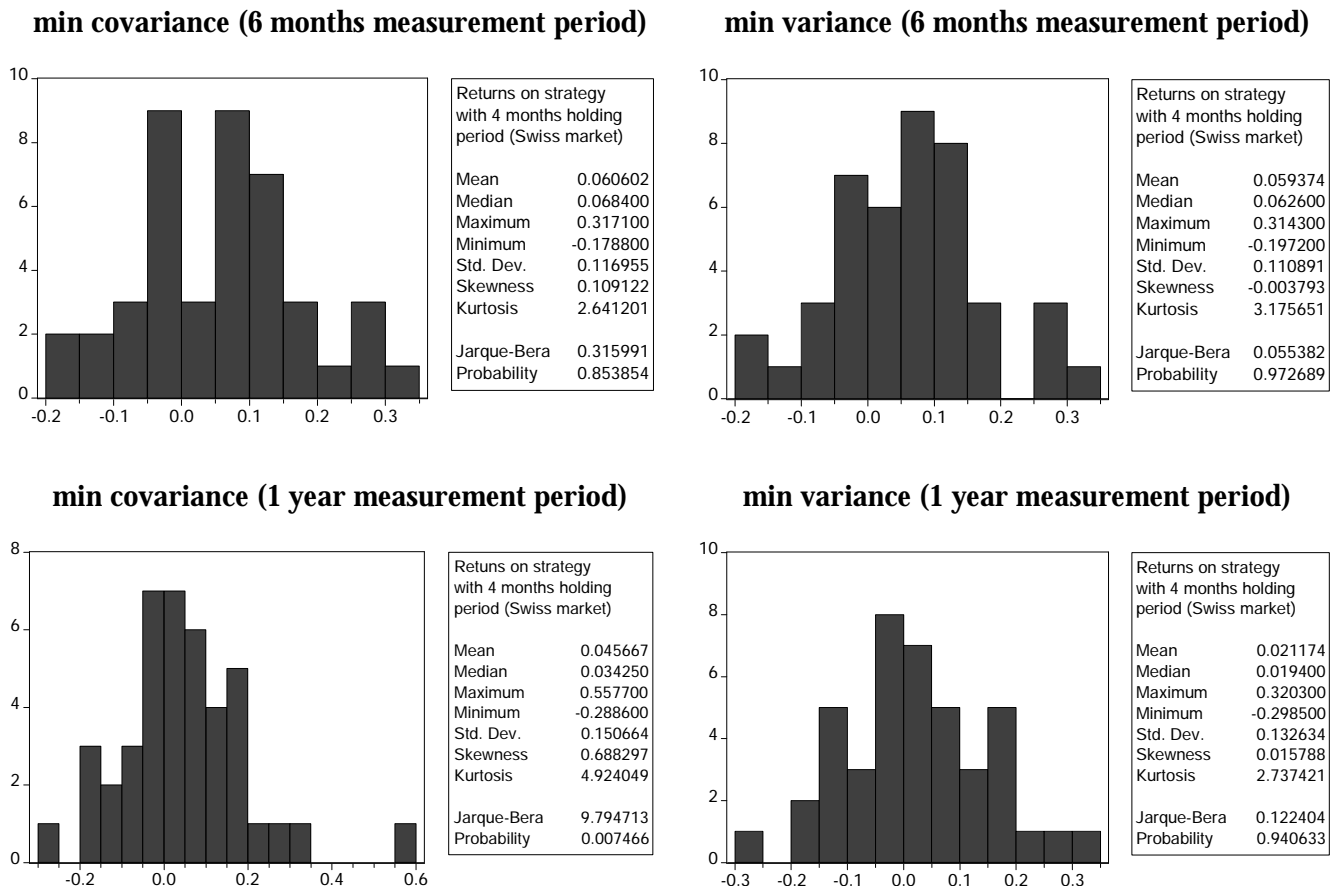 min covariance (6 months measurement period)
10
8
6
4
2
0
-0.2 -0.1 0.0 0.1 0.2 0.3
Returns on strategy
with 4 months holding
period (Swiss market)
Mean 0.060602
Median 0.068400
Maximum 0.317100
Minimum -0.178800
Std. Dev. 0.116955
Skewness 0.109122
Kurtosis 2.641201
Jarque-Bera 0.315991
Probability 0.853854
min variance (6 months measurement period)
10
8
6
4
2
0
-0.2 -0.1 0.0 0.1 0.2 0.3
Returns on strategy
with 4 months holding
period (Swiss market)
Mean 0.059374
Median 0.062600
Maximum 0.314300
Minimum -0.197200
Std. Dev. 0.110891
Skewness -0.003793
Kurtosis 3.175651
Jarque-Bera 0.055382
Probability 0.972689
min covariance (1 year measurement period)
8
6
4
2
0
-0.2 0.0 0.2 0.4 0.6
Retuns on strategy
with 4 months holding
period (Swiss market)
Mean 0.045667
Median 0.034250
Maximum 0.557700
Minimum -0.288600
Std. Dev. 0.150664
Skewness 0.688297
Kurtosis 4.924049
Jarque-Bera 9.794713
Probability 0.007466
min variance (1 year measurement period)
10
8
6
4
2
0
-0.3 -0.2 -0.1 0.0 0.1 0.2 0.3
Retuns on strategy
with 4 months holding
period (Swiss market)
Mean 0.021174
Median 0.019400
Maximum 0.320300
Minimum -0.298500
Std. Dev. 0.132634
Skewness 0.015788
Kurtosis 2.737421
Jarque-Bera 0.122404
Probability 0.940633